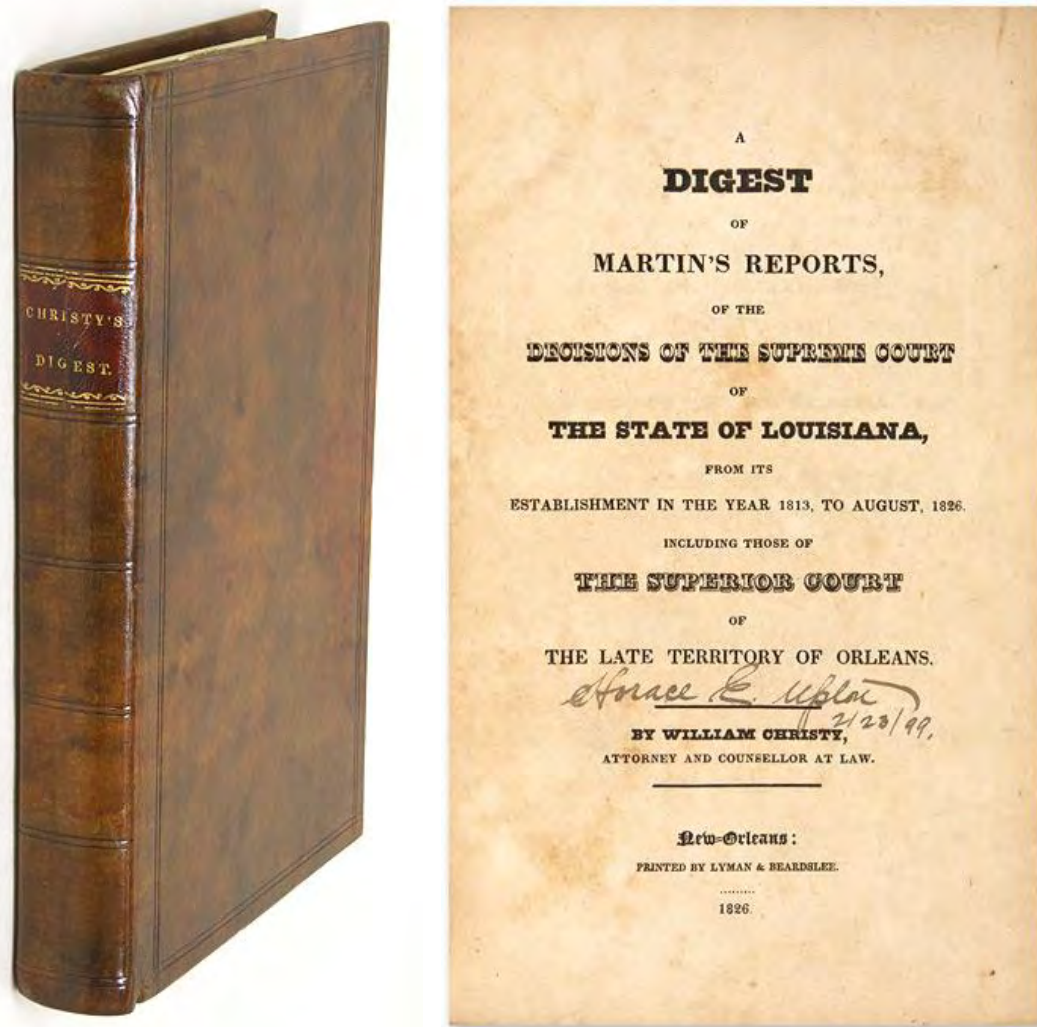 CHRISTY'S
DIGEST.
A
DIGEST
OF
MARTIN'S REPORTS,
OF THE
DECISIONS OF THE SUPREME COURT
OF
THE STATE OF LOUISIANA,
FROM ITS
ESTABLISHMENT IN THE YEAR 1813, TO AUGUST, 1826.
INCLUDING THOSE OF
THE SUPERIOR COURT
OF
THE LATE TERRITORY OF ORLEANS.
Horace E. Upton
2/23/99.
BY WILLIAM CHRISTY,
ATTORNEY AND COUNSELLOR AT LAW.
New-Orleans:
PRINTED BY LYMAN & BEARDSLEE.
1826.